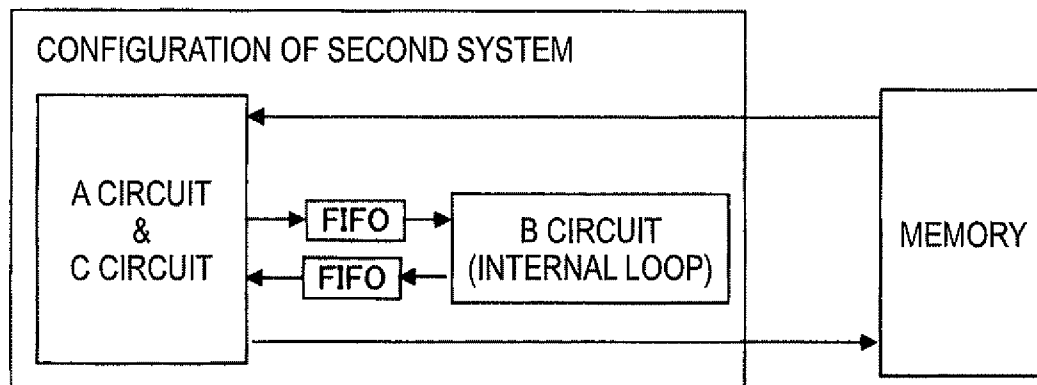 CONFIGURATION OF SECOND SYSTEM
A CIRCUIT
&
C CIRCUIT
FIFO
FIFO
B CIRCUIT
(INTERNAL LOOP)
MEMORY